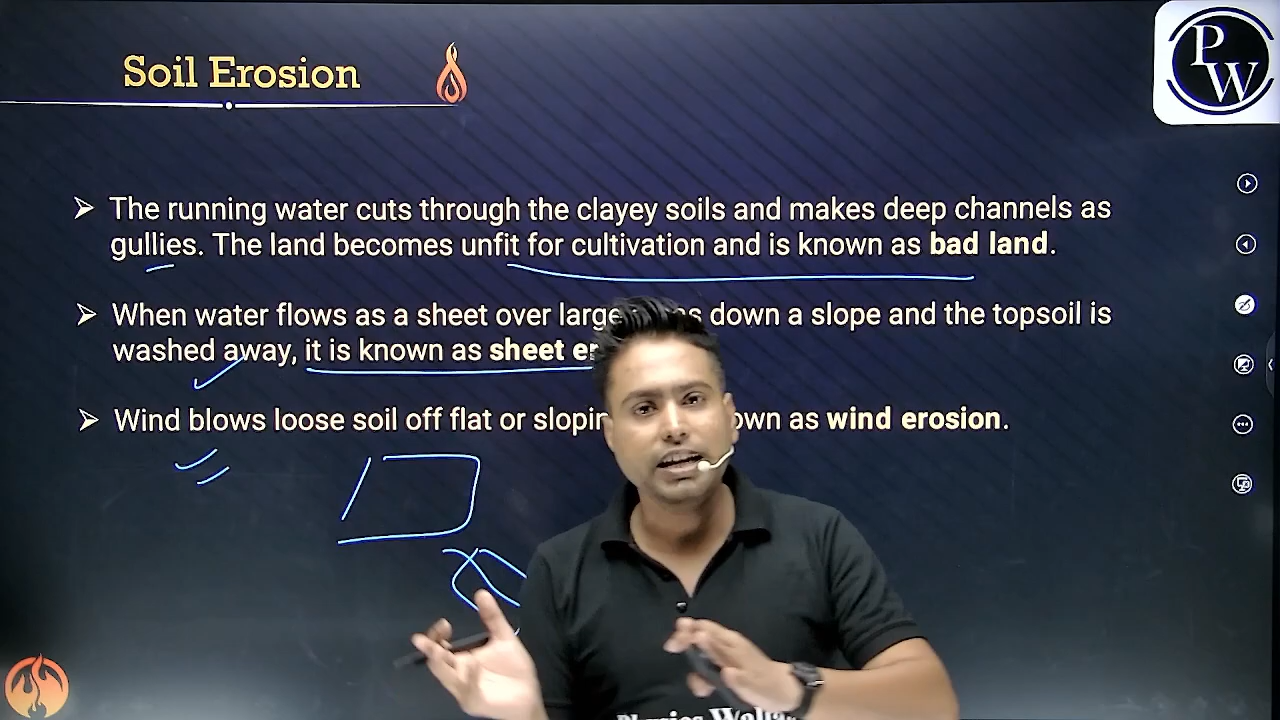 Soil Erosion
PW
➢ The running water cuts through the clayey soils and makes deep channels as
gullies. The land becomes unfit for cultivation and is known as bad land.
➢ When water flows as a sheet over large down a slope and the topsoil is
washed away, it is known as sheet
➢ Wind blows loose soil off flat or as wind erosion.
Physics Wallah